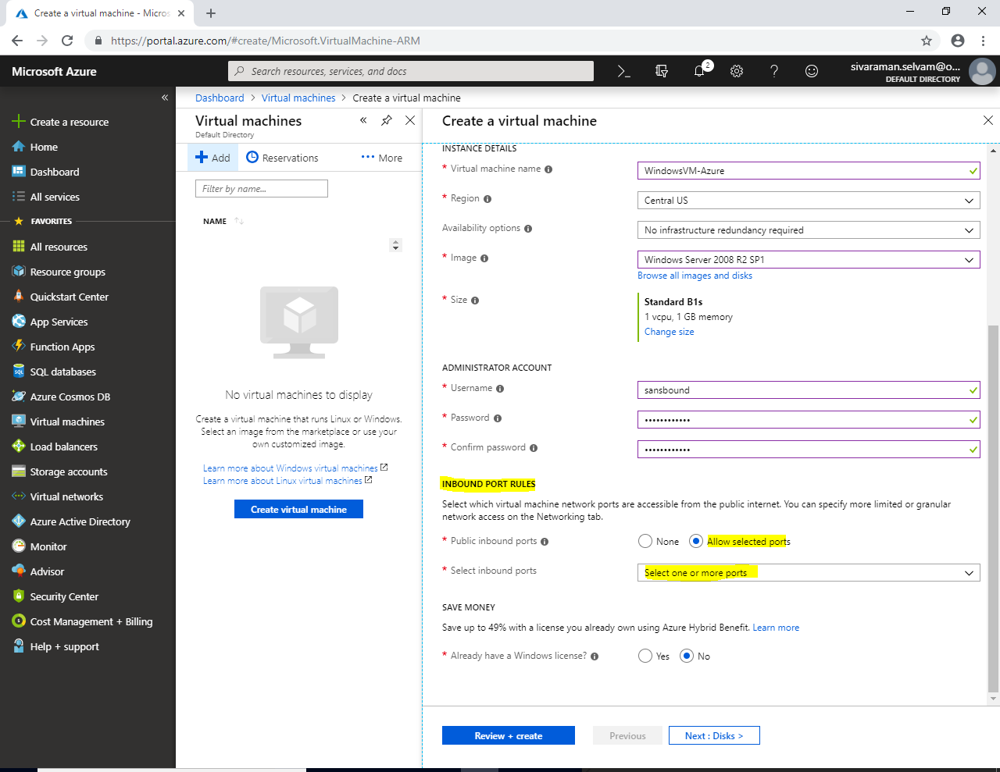 Create a virtual machine - Micros
https://portal.azure.com/#create/Microsoft.VirtualMachine-ARM
Microsoft Azure
Search resources, services, and docs
2
sivaraman.selvam@o...
DEFAULT DIRECTORY
Create a resource
Home
Dashboard
All services
FAVORITES
All resources
Resource groups
Quickstart Center
App Services
Function Apps
SQL databases
Azure Cosmos DB
Virtual machines
Load balancers
Storage accounts
Virtual networks
Azure Active Directory
Monitor
Advisor
Security Center
Cost Management + Billing
Help + support
Dashboard > Virtual machines > Create a virtual machine
Virtual machines
Default Directory
Add
Reservations
More
Filter by name...
NAME
No virtual machines to display
Create a virtual machine that runs Linux or Windows.
Select an image from the marketplace or use your
own customized image.
Learn more about Windows virtual machines
Learn more about Linux virtual machines
Create virtual machine
Create a virtual machine
INSTANCE DETAILS
* Virtual machine name
WindowsVM-Azure
* Region
Central US
Availability options
No infrastructure redundancy required
* Image
Windows Server 2008 R2 SP1
Browse all images and disks
* Size
Standard B1s
1 vcpu, 1 GB memory
Change size
ADMINISTRATOR ACCOUNT
* Username
sansbound
* Password
••••••••••••
* Confirm password
••••••••••••
INBOUND PORT RULES
Select which virtual machine network ports are accessible from the public internet. You can specify more limited or granular
network access on the Networking tab.
* Public inbound ports
None
Allow selected ports
* Select inbound ports
Select one or more ports
SAVE MONEY
Save up to 49% with a license you already own using Azure Hybrid Benefit. Learn more
* Already have a Windows license?
Yes
No
Review + create
Previous
Next : Disks >